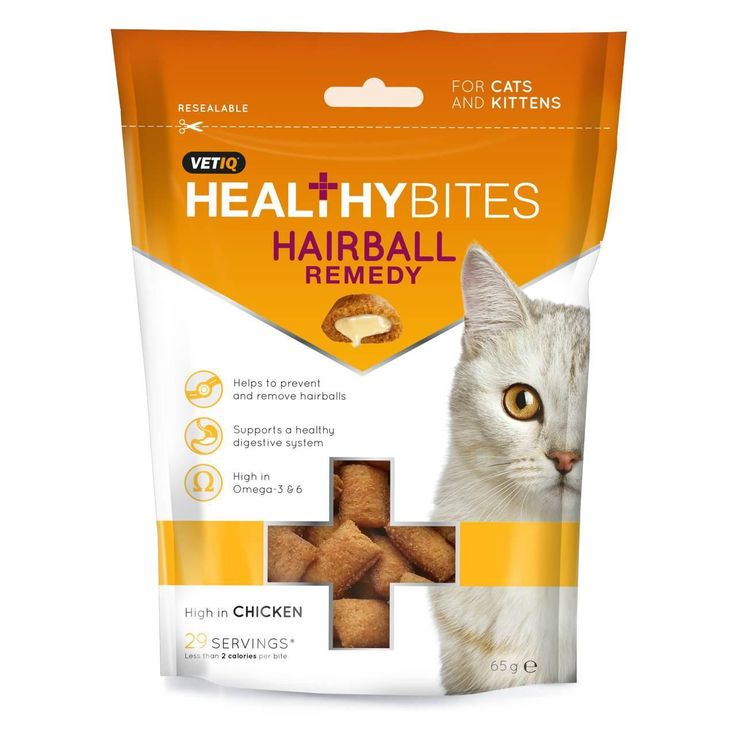 FOR CATS
AND KITTENS
RESEALABLE
VETIQ®
HEALTHYBITES
HAIRBALL
REMEDY
Helps to prevent
and remove hairballs
Supports a healthy
digestive system
Ω
High in
Omega-3 & 6
High in CHICKEN
29 SERVINGS*
Less than 2 calories per bite
65g ℮